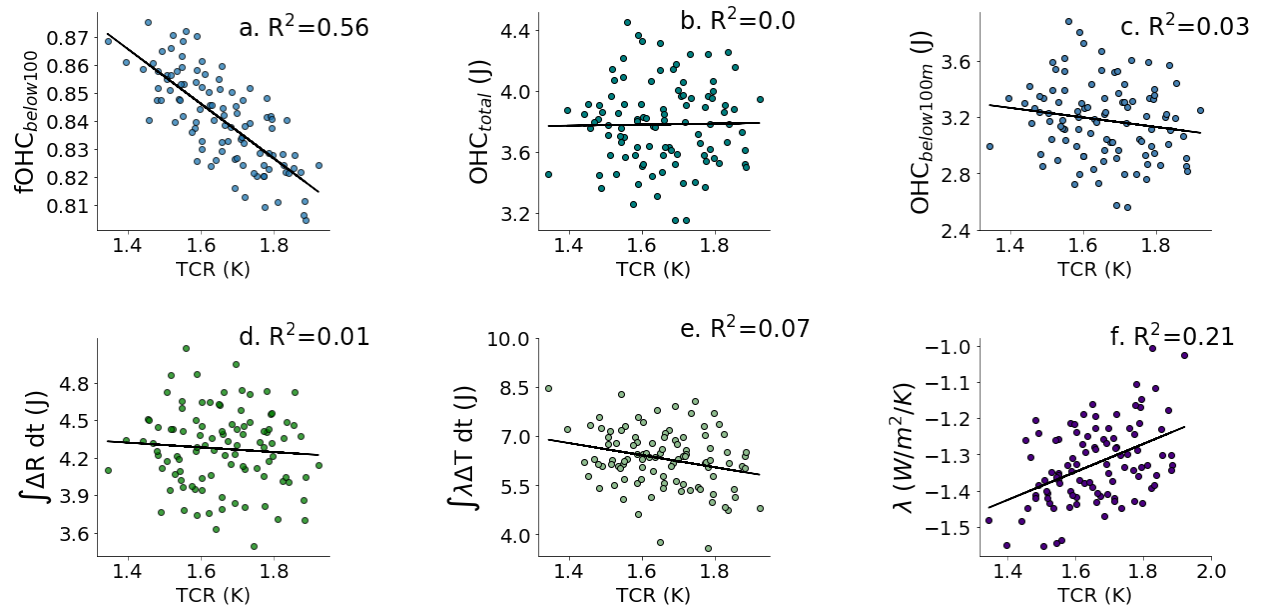 a. R²=0.56
fOHC_below100
0.87
0.86
0.85
0.84
0.83
0.82
0.81
1.4 1.6 1.8
TCR (K)
b. R²=0.0
OHC_total (J)
4.4
4.0
3.6
3.2
1.4 1.6 1.8
TCR (K)
c. R²=0.03
OHC_below100m (J)
3.6
3.2
2.8
2.4
1.4 1.6 1.8
TCR (K)
d. R²=0.01
∫ΔR dt (J)
4.8
4.5
4.2
3.9
3.6
1.4 1.6 1.8
TCR (K)
e. R²=0.07
∫λΔT dt (J)
10.0
8.5
7.0
5.5
4.0
1.4 1.6 1.8
TCR (K)
f. R²=0.21
λ (W/m²/K)
−1.0
−1.1
−1.2
−1.3
−1.4
−1.5
1.4 1.6 1.8 2.0
TCR (K)